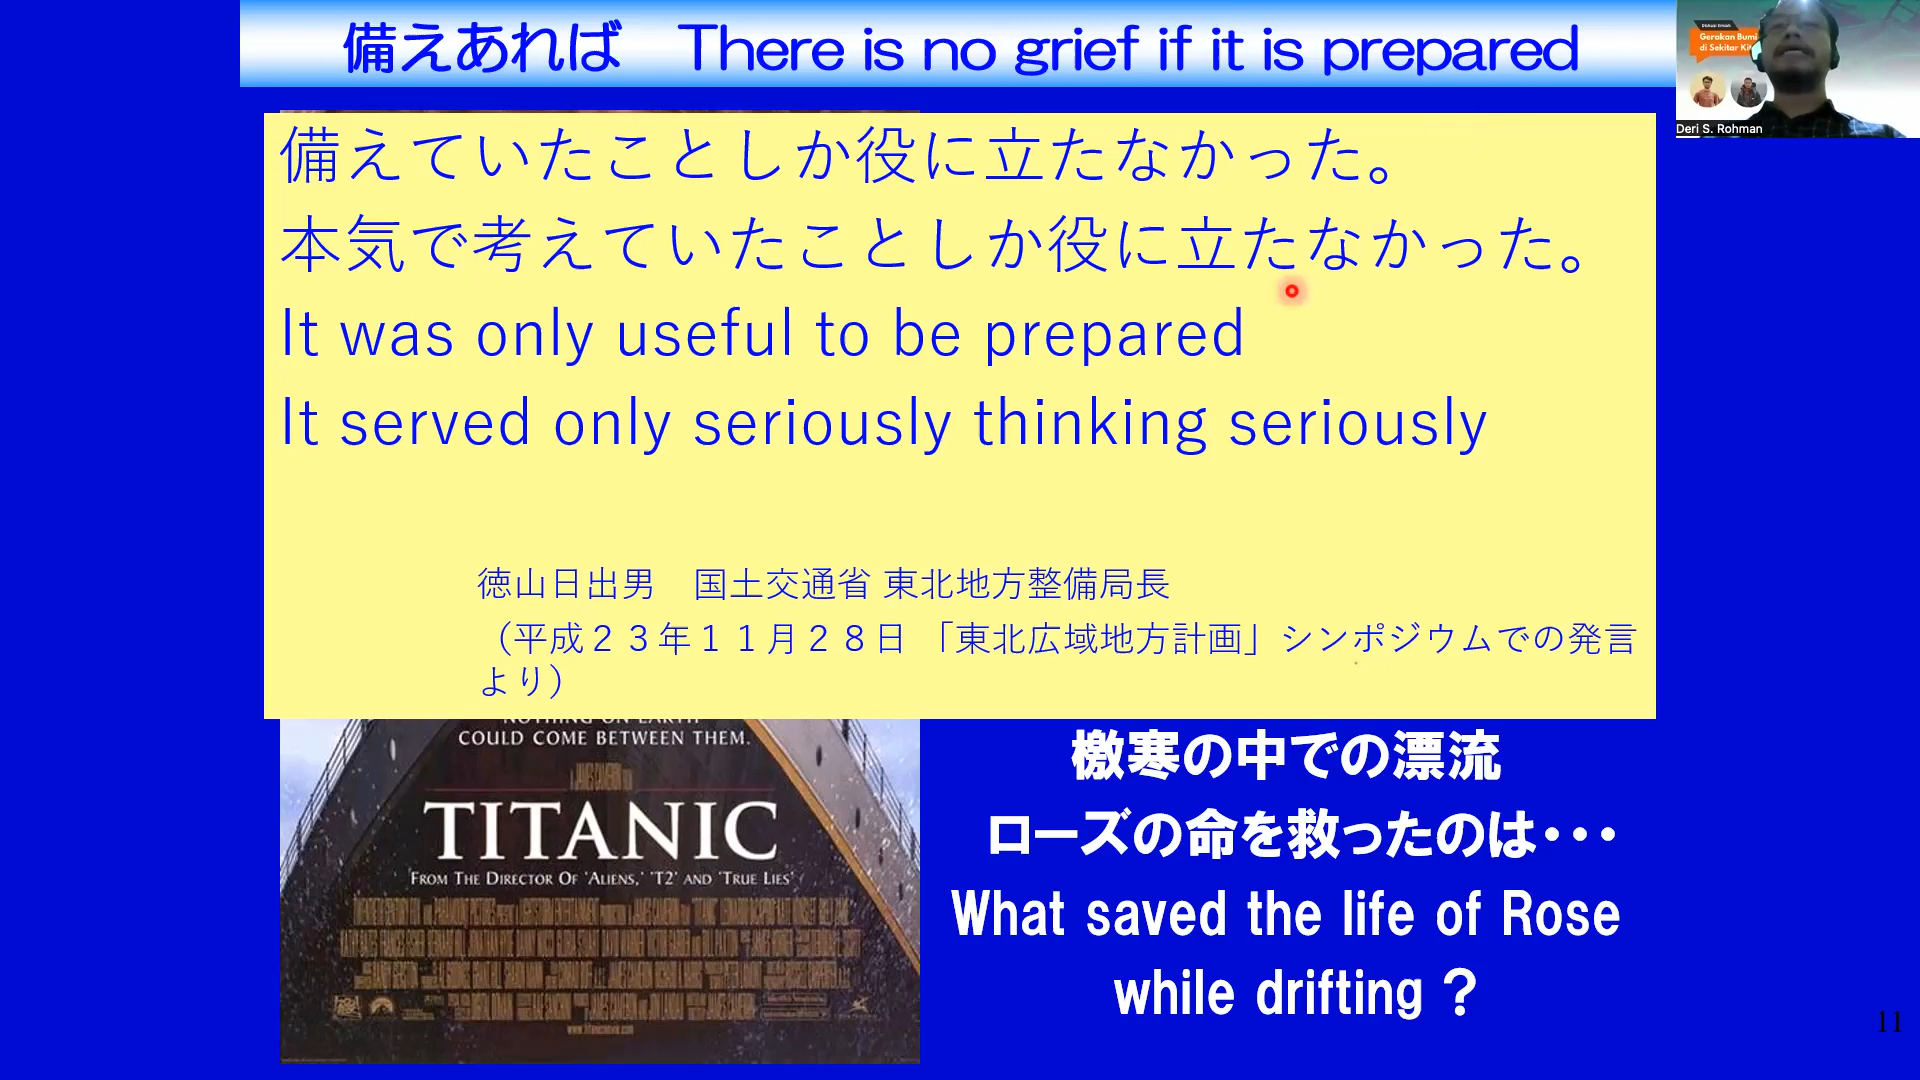 備えあれば　There is no grief if it is prepared
Diskusi Ilmiah
Gerakan Bumi
di Sekitar Kit
Deri S. Rohman
備えていたことしか役に立たなかった。
本気で考えていたことしか役に立たなかった。
It was only useful to be prepared
It served only seriously thinking seriously
徳山日出男　国土交通省 東北地方整備局長
（平成２３年１１月２８日 「東北広域地方計画」シンポジウムでの発言
より）
NOTHING ON EARTH
COULD COME BETWEEN THEM.
TITANIC
FROM THE DIRECTOR OF 'ALIENS,' 'T2' AND 'TRUE LIES'
檄寒の中での漂流
ローズの命を救ったのは・・・
What saved the life of Rose
while drifting ?
11